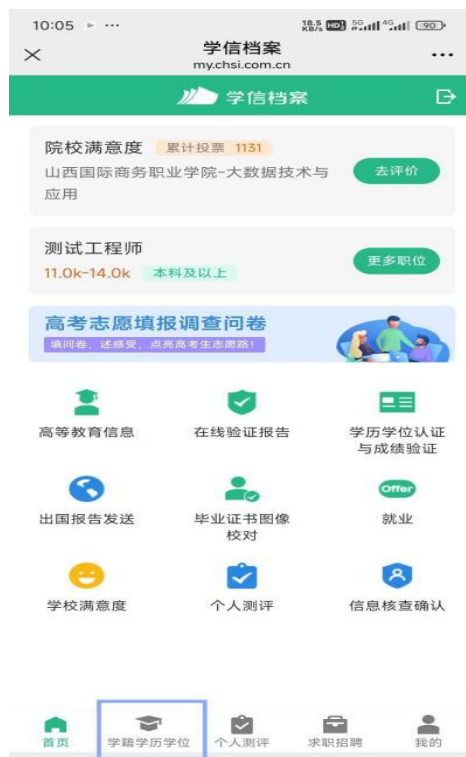 10:05
18.5 KB/s HD 5G 4G 90
学信档案
my.chsi.com.cn
学信档案
院校满意度 累计投票 1131
山西国际商务职业学院-大数据技术与
应用
去评价
测试工程师
11.0k-14.0k 本科及以上
更多职位
高考志愿填报调查问卷
填问卷，述感受，点亮高考生志愿路！
高等教育信息 在线验证报告 学历学位认证
与成绩验证
Offer
出国报告发送 毕业证书图像 就业
校对
学校满意度 个人测评 信息核查确认
首页 学籍学历学位 个人测评 求职招聘 我的